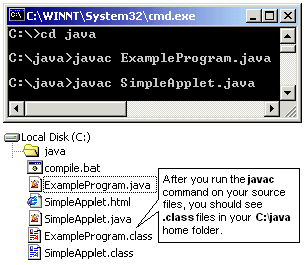 C:\WINNT\System32\cmd.exe
C:\>cd java
C:\java>javac ExampleProgram.java
C:\java>javac SimpleApplet.java
Local Disk (C:)
java
compile.bat
ExampleProgram.java
SimpleApplet.html
SimpleApplet.java
ExampleProgram.class
SimpleApplet.class
After you run the javac
command on your source
files, you should see
.class files in your C:\java
home folder.